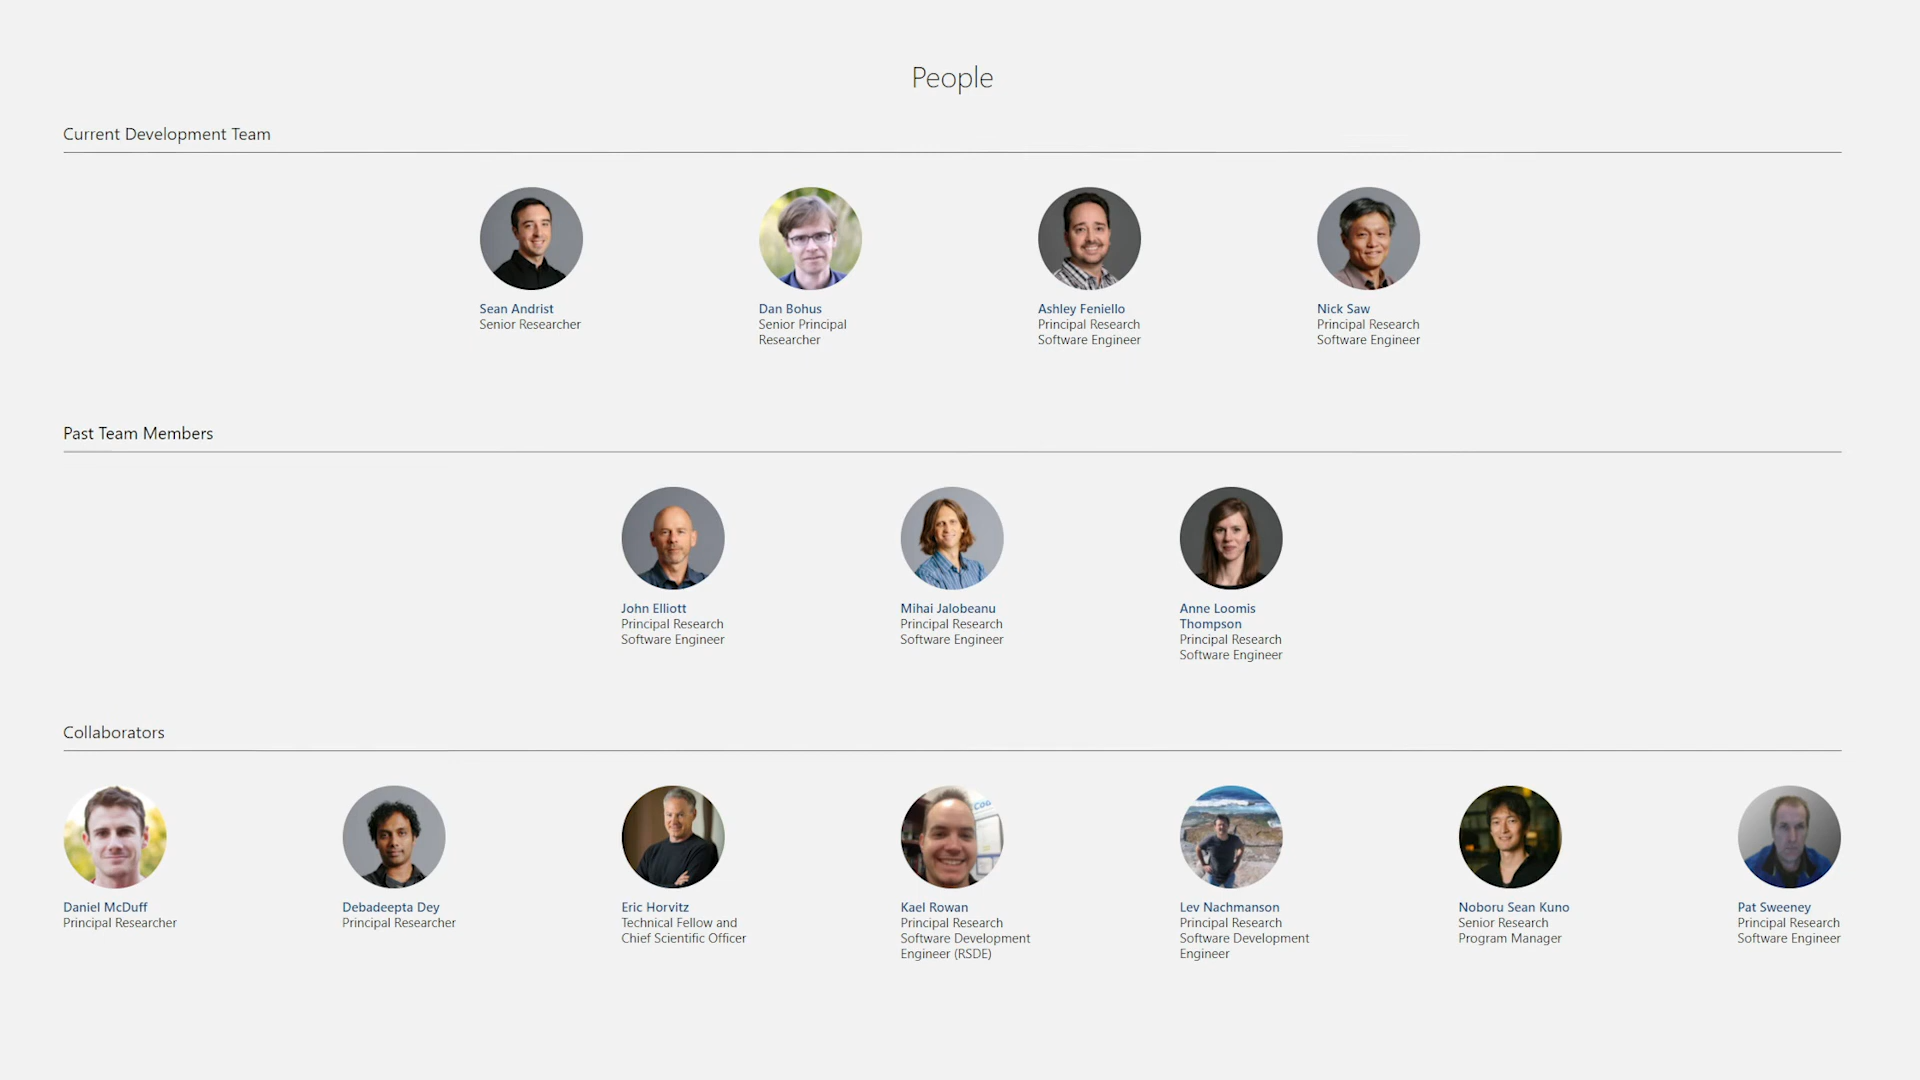 People
Current Development Team
Sean Andrist
Senior Researcher
Dan Bohus
Senior Principal
Researcher
Ashley Feniello
Principal Research
Software Engineer
Nick Saw
Principal Research
Software Engineer
Past Team Members
John Elliott
Principal Research
Software Engineer
Mihai Jalobeanu
Principal Research
Software Engineer
Anne Loomis
Thompson
Principal Research
Software Engineer
Collaborators
Daniel McDuff
Principal Researcher
Debadeepta Dey
Principal Researcher
Eric Horvitz
Technical Fellow and
Chief Scientific Officer
Kael Rowan
Principal Research
Software Development
Engineer (RSDE)
Lev Nachmanson
Principal Research
Software Development
Engineer
Noboru Sean Kuno
Senior Research
Program Manager
Pat Sweeney
Principal Research
Software Engineer